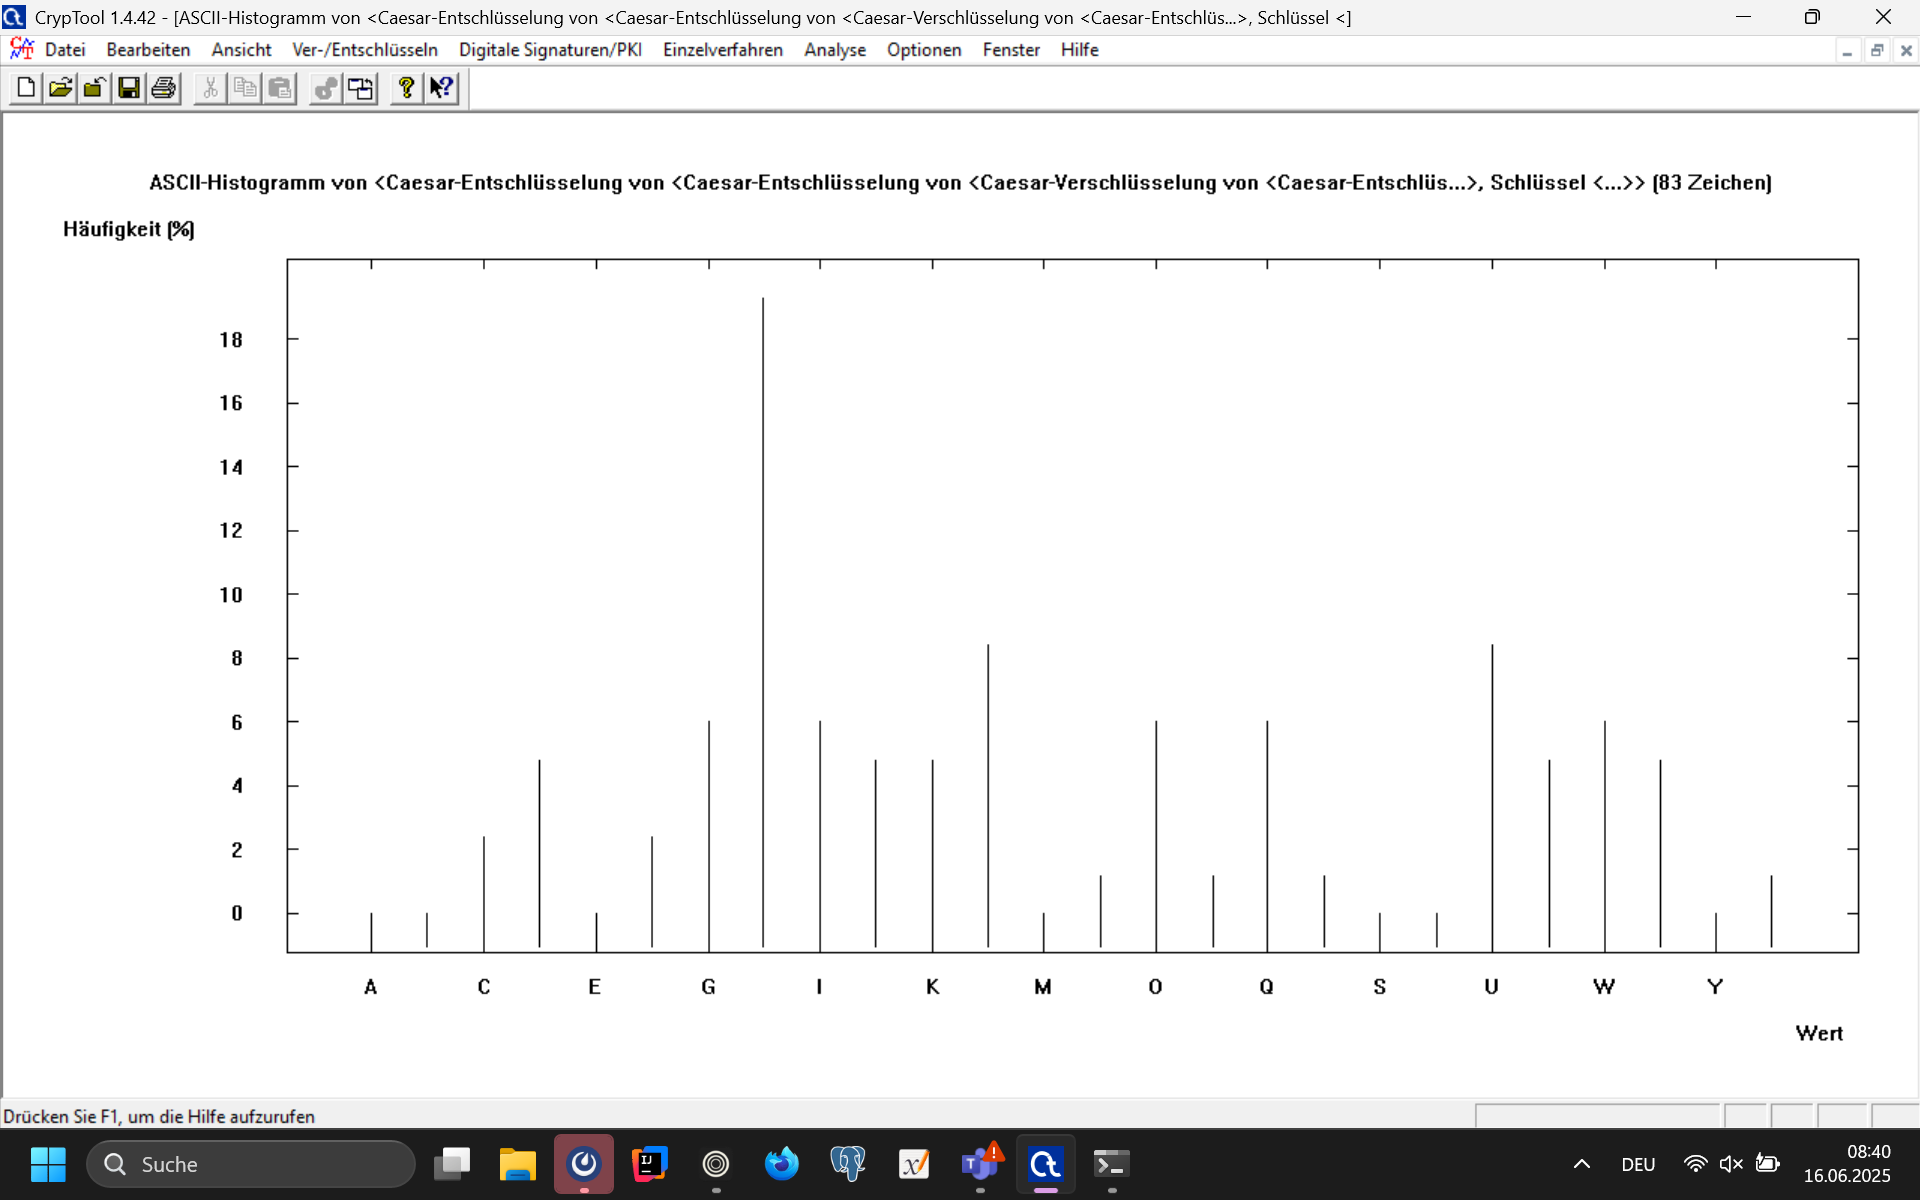 CrypTool 1.4.42 - [ASCII-Histogramm von <Caesar-Entschlüsselung von <Caesar-Entschlüsselung von <Caesar-Verschlüsselung von <Caesar-Entschlüs...>, Schlüssel <]
Datei Bearbeiten Ansicht Ver-/Entschlüsseln Digitale Signaturen/PKI Einzelverfahren Analyse Optionen Fenster Hilfe
ASCII-Histogramm von <Caesar-Entschlüsselung von <Caesar-Entschlüsselung von <Caesar-Verschlüsselung von <Caesar-Entschlüs...>, Schlüssel <...>> (83 Zeichen)
Häufigkeit (%)
18
16
14
12
10
8
6
4
2
0
A C E G I K M O Q S U W Y
Wert
Drücken Sie F1, um die Hilfe aufzurufen
Suche
DEU
08:40
16.06.2025